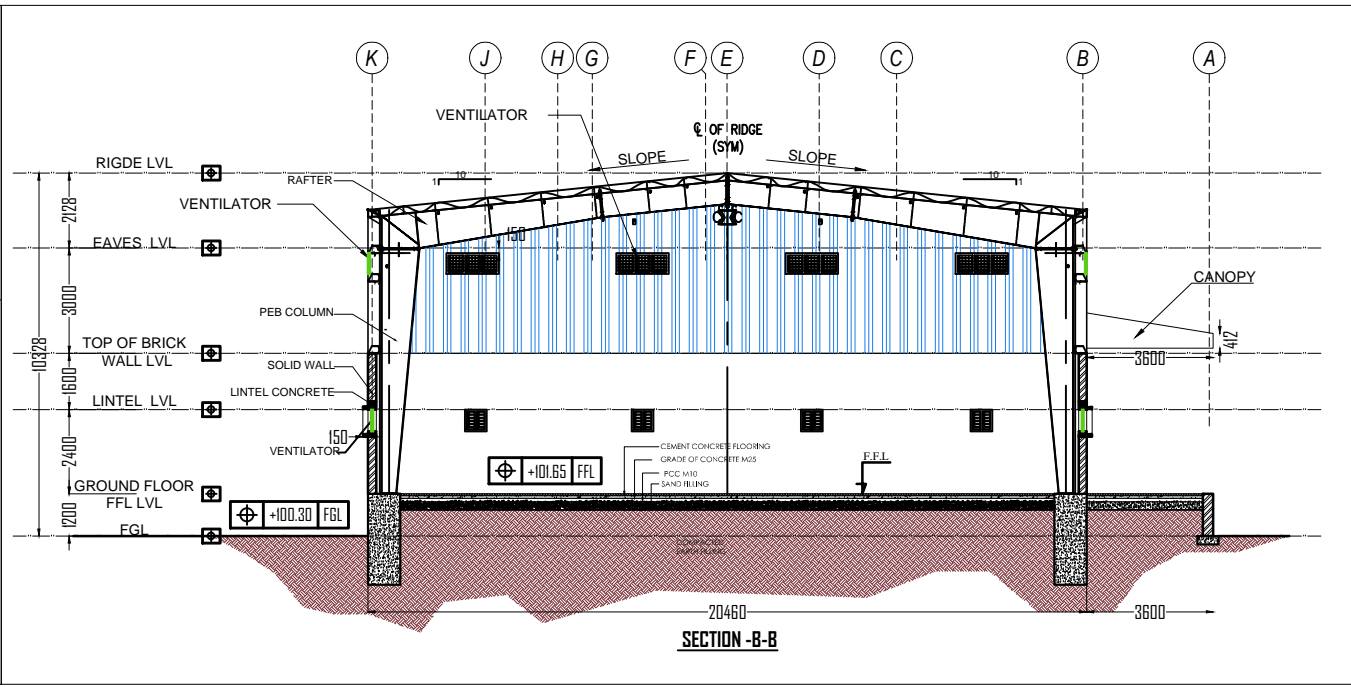 K
J
H
G
F
E
D
C
B
A
VENTILATOR
℄ OF RIDGE
(SYM)
SLOPE
SLOPE
RIGDE LVL
RAFTER
10
1
10
1
VENTILATOR
2128
EAVES LVL
150
CANOPY
3000
PEB COLUMN
10328
TOP OF BRICK
WALL LVL
412
3600
SOLID WALL
1600
LINTEL CONCRETE
LINTEL LVL
150
VENTILATOR
2400
CEMENT CONCRETE FLOORING
GRADE OF CONCRETE M25
PCC M10
SAND FILLING
F.F.L
+101.65 FFL
GROUND FLOOR
FFL LVL
1200
+100.30 FGL
FGL
COMPACTED
EARTH FILLING
20460
3600
SECTION -B-B